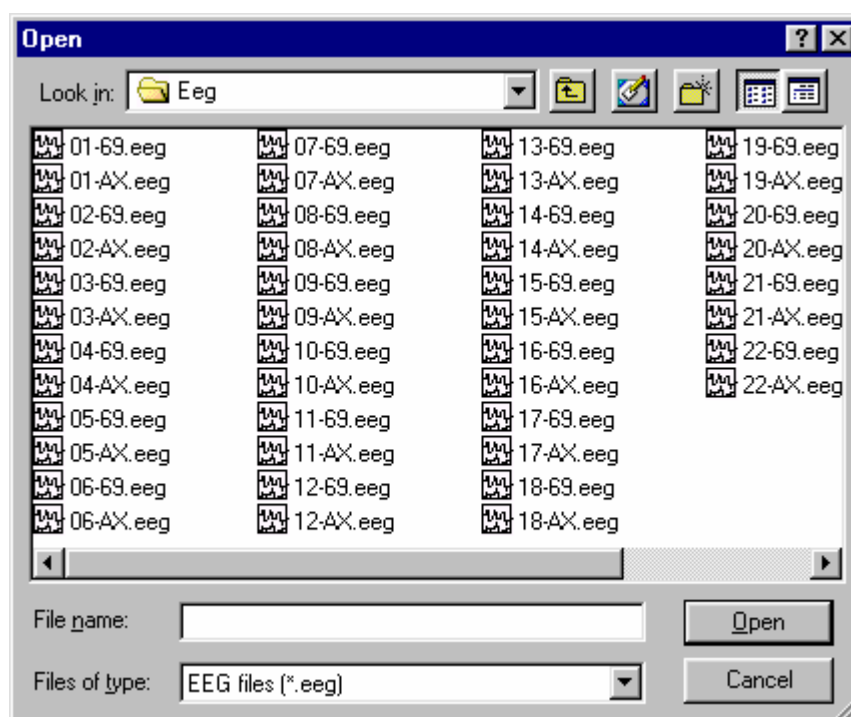 Open
Look in: Eeg
01-69.eeg 07-69.eeg 13-69.eeg 19-69.eeg
01-AX.eeg 07-AX.eeg 13-AX.eeg 19-AX.eeg
02-69.eeg 08-69.eeg 14-69.eeg 20-69.eeg
02-AX.eeg 08-AX.eeg 14-AX.eeg 20-AX.eeg
03-69.eeg 09-69.eeg 15-69.eeg 21-69.eeg
03-AX.eeg 09-AX.eeg 15-AX.eeg 21-AX.eeg
04-69.eeg 10-69.eeg 16-69.eeg 22-69.eeg
04-AX.eeg 10-AX.eeg 16-AX.eeg 22-AX.eeg
05-69.eeg 11-69.eeg 17-69.eeg
05-AX.eeg 11-AX.eeg 17-AX.eeg
06-69.eeg 12-69.eeg 18-69.eeg
06-AX.eeg 12-AX.eeg 18-AX.eeg
File name: Open
Files of type: EEG files (*.eeg) Cancel